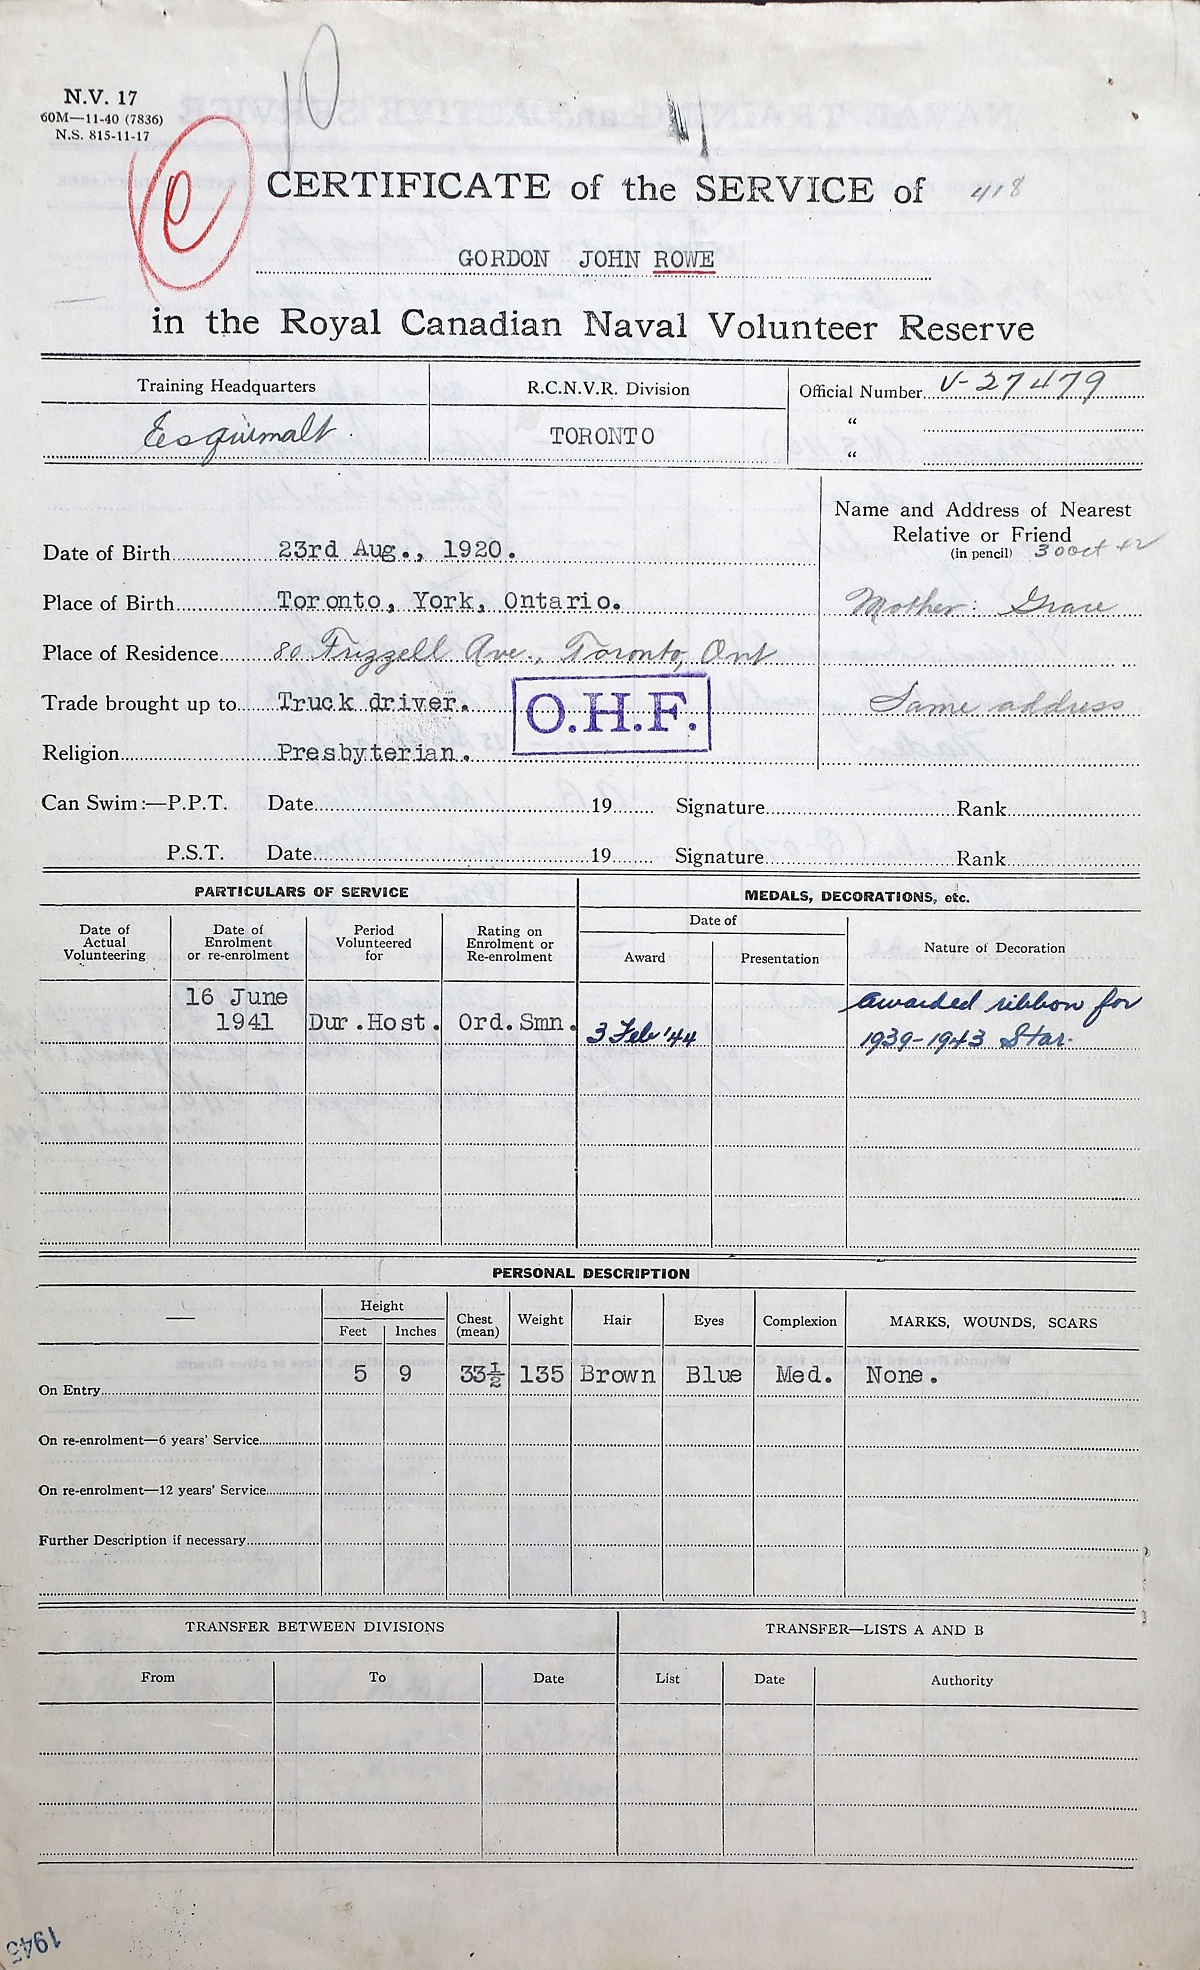 N.V. 17
60M—11-40 (7836)
N.S. 815-11-17
CERTIFICATE of the SERVICE of 418
GORDON JOHN ROWE
in the Royal Canadian Naval Volunteer Reserve
Training Headquarters R.C.N.V.R. Division Official Number V-27479
Esquimalt. TORONTO "
"
Name and Address of Nearest
Relative or Friend
(in pencil) 30 Oct 42
Date of Birth 23rd Aug., 1920.
Place of Birth Toronto, York, Ontario. Mother: Grace
Place of Residence 80 Frizzell Ave., Toronto, Ont
Trade brought up to Truck driver. O.H.F. Same address
Religion Presbyterian.
Can Swim:—P.P.T. Date 19 Signature Rank
P.S.T. Date 19 Signature Rank
PARTICULARS OF SERVICE MEDALS, DECORATIONS, etc.
Date of Actual Volunteering Date of Enrolment or re-enrolment Period Volunteered for Rating on Enrolment or Re-enrolment Date of Award Presentation Nature of Decoration
16 June awarded ribbon for
1941 Dur.Host. Ord.Smn. 3 Feb '44 1939-1943 Star.
PERSONAL DESCRIPTION
— Height Feet Inches Chest (mean) Weight Hair Eyes Complexion MARKS, WOUNDS, SCARS
On Entry 5 9 33½ 135 Brown Blue Med. None.
On re-enrolment—6 years' Service
On re-enrolment—12 years' Service
Further Description if necessary
TRANSFER BETWEEN DIVISIONS TRANSFER—LISTS A AND B
From To Date List Date Authority